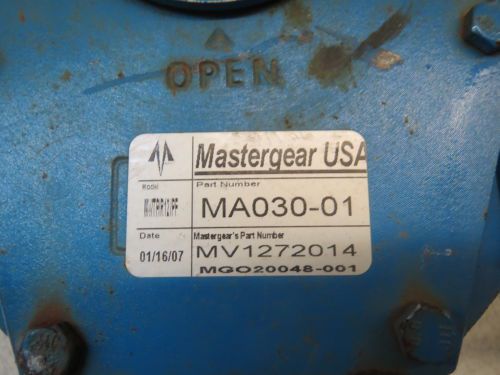 OPEN
Mastergear USA
Model
Part Number
MA030-01
Date
Mastergear's Part Number
01/16/07
MV1272014
MGO20048-001